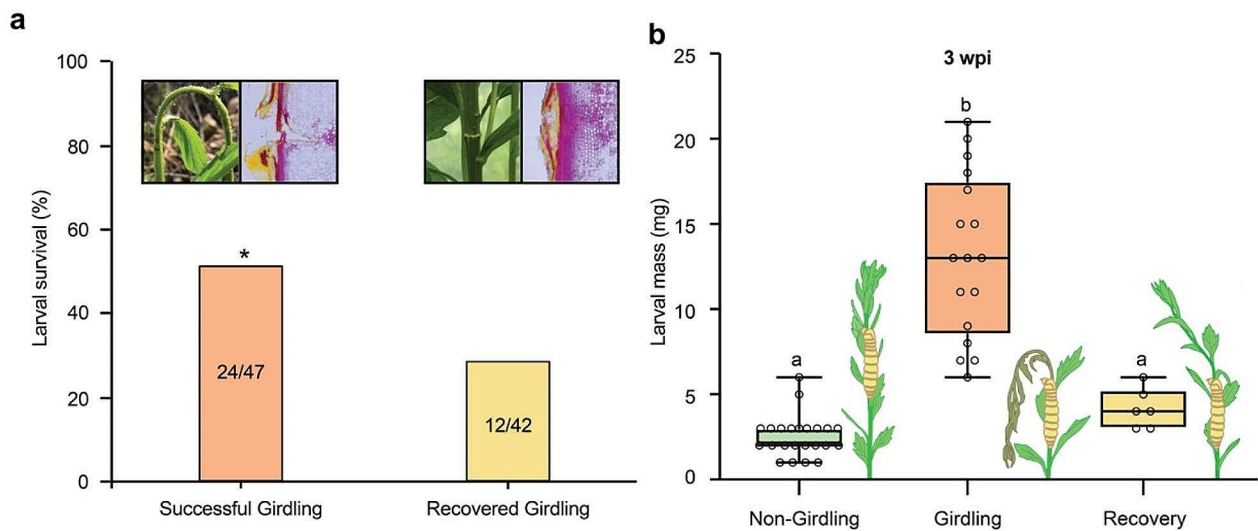 a
100
80
60
40
20
0
Larval survival (%)
*
24/47
12/42
Successful Girdling
Recovered Girdling
b
25
20
15
10
5
0
Larval mass (mg)
3 wpi
a
b
a
Non-Girdling
Girdling
Recovery